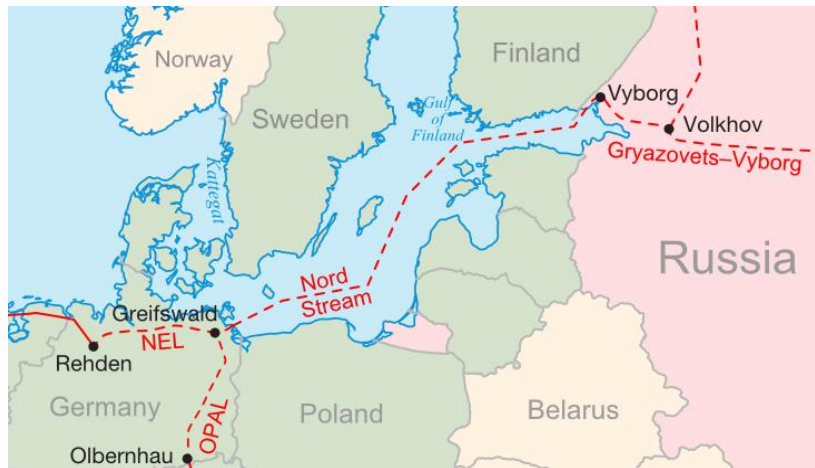 Norway
Finland
Sweden
Gulf
of
Finland
Vyborg
Volkhov
Gryazovets–Vyborg
Kattegat
Russia
Nord
Stream
Greifswald
NEL
Rehden
Germany
OPAL
Poland
Belarus
Olbernhau